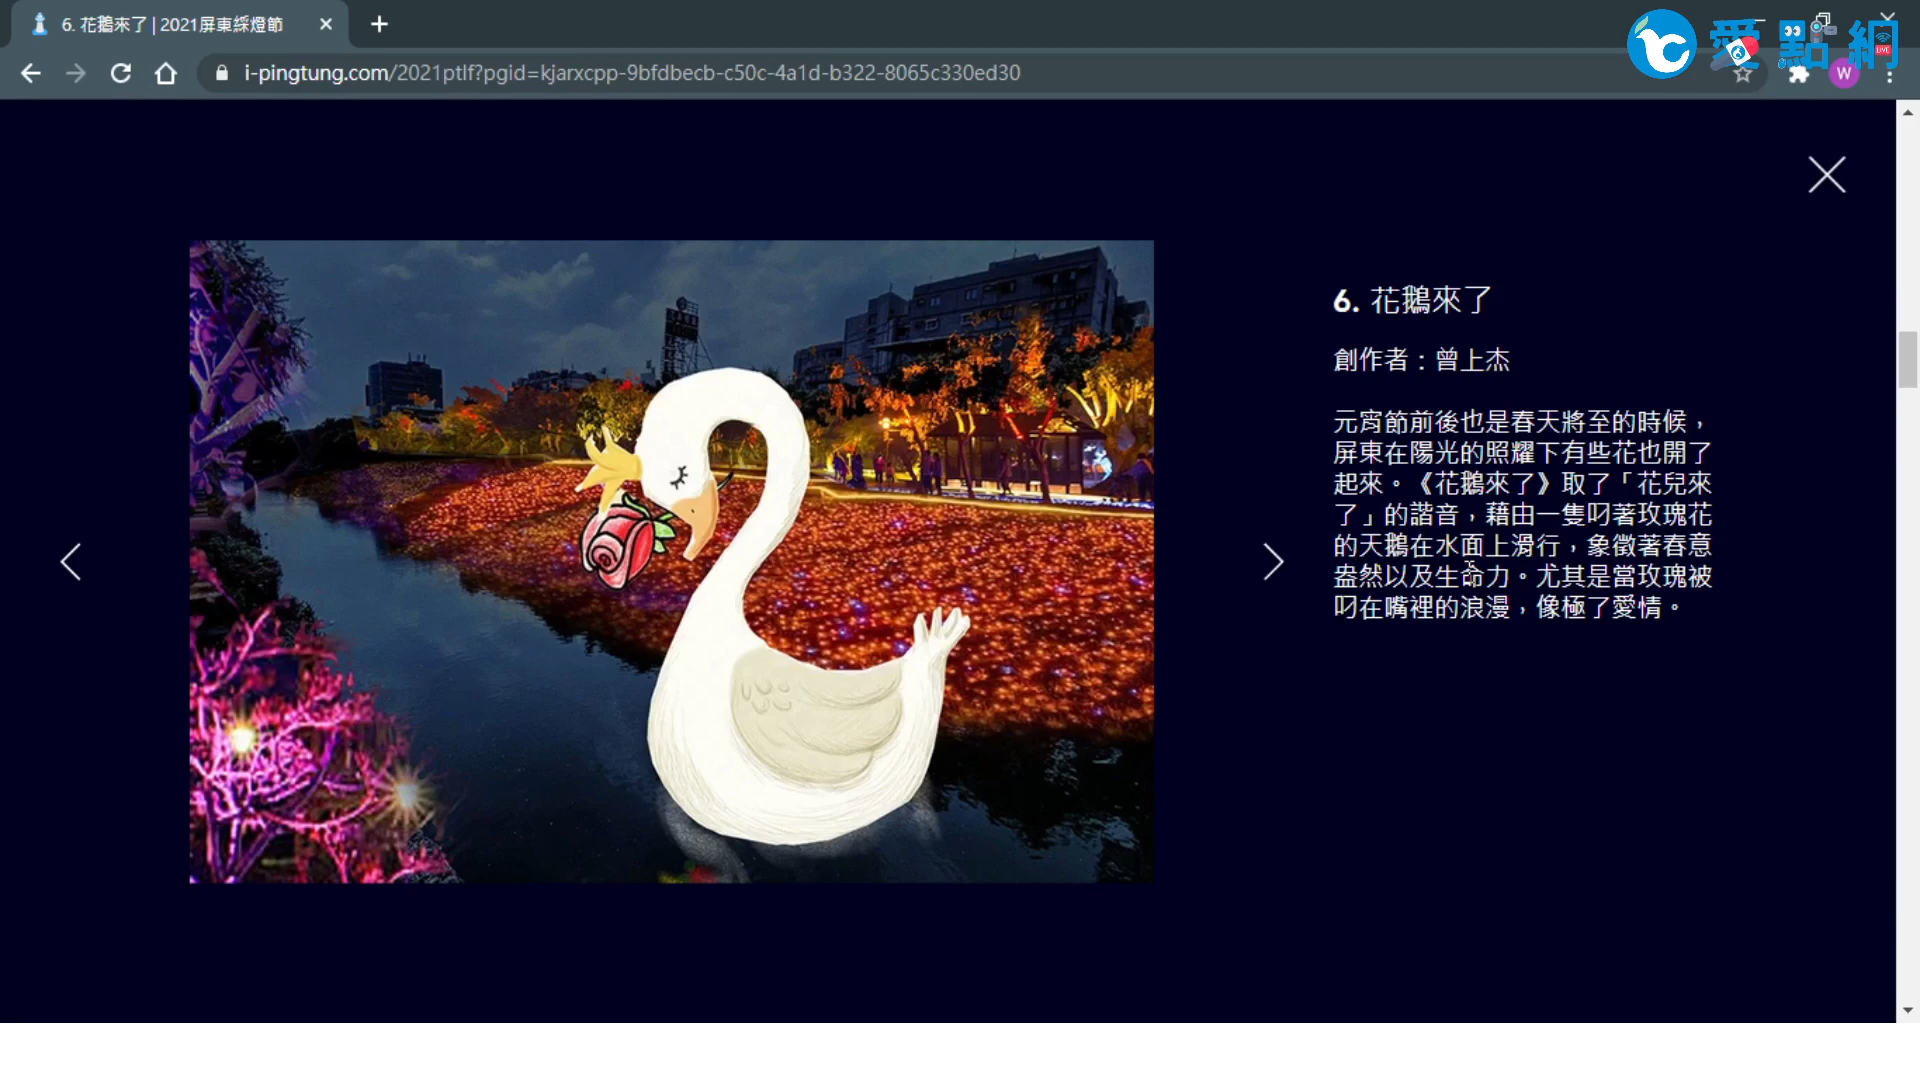 6. 花鵝來了 | 2021屏東綵燈節
愛點網
LIVE
i-pingtung.com/2021ptlf?pgid=kjarxcpp-9bfdbecb-c50c-4a1d-b322-8065c330ed30
W
6. 花鵝來了
創作者：曾上杰
元宵節前後也是春天將至的時候，
屏東在陽光的照耀下有些花也開了
起來。《花鵝來了》取了「花兒來
了」的諧音，藉由一隻叼著玫瑰花
的天鵝在水面上滑行，象徵著春意
盎然以及生命力。尤其是當玫瑰被
叼在嘴裡的浪漫，像極了愛情。